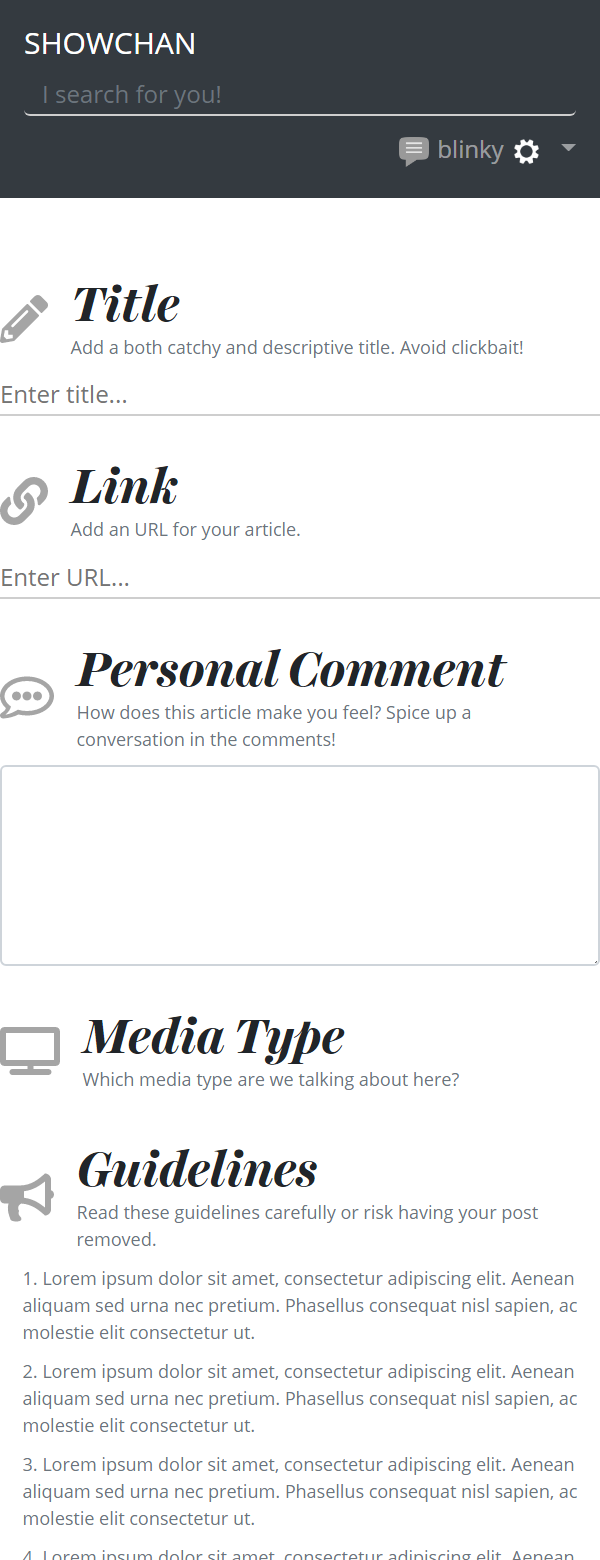 SHOWCHAN
I search for you!
blinky
Title
Add a both catchy and descriptive title. Avoid clickbait!
Enter title...
Link
Add an URL for your article.
Enter URL...
Personal Comment
How does this article make you feel? Spice up a
conversation in the comments!
Media Type
Which media type are we talking about here?
Guidelines
Read these guidelines carefully or risk having your post
removed.
1. Lorem ipsum dolor sit amet, consectetur adipiscing elit. Aenean
aliquam sed urna nec pretium. Phasellus consequat nisl sapien, ac
molestie elit consectetur ut.
2. Lorem ipsum dolor sit amet, consectetur adipiscing elit. Aenean
aliquam sed urna nec pretium. Phasellus consequat nisl sapien, ac
molestie elit consectetur ut.
3. Lorem ipsum dolor sit amet, consectetur adipiscing elit. Aenean
aliquam sed urna nec pretium. Phasellus consequat nisl sapien, ac
molestie elit consectetur ut.
4. Lorem ipsum dolor sit amet, consectetur adipiscing elit. Aenean